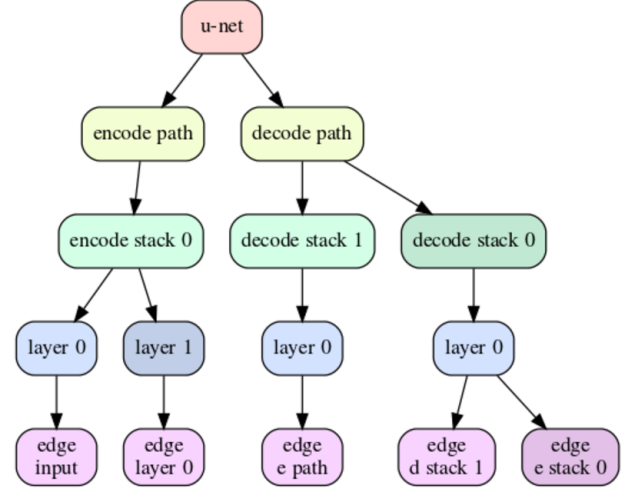 u-net
encode path
decode path
encode stack 0
decode stack 1
decode stack 0
layer 0
layer 1
layer 0
layer 0
edge
input
edge
layer 0
edge
e path
edge
d stack 1
edge
e stack 0